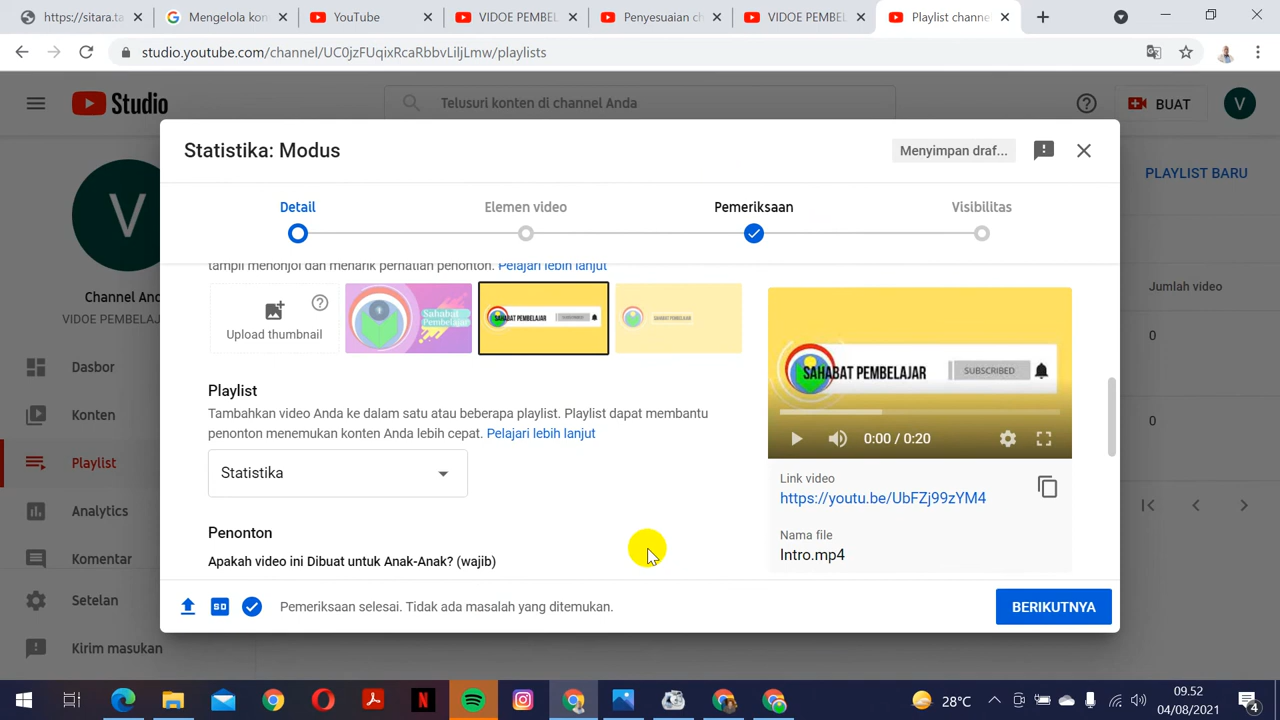 https://sitara.ta
Mengelola kon
YouTube
VIDOE PEMBEL
Penyesuaian c
VIDOE PEMBEL
Playlist channe
studio.youtube.com/channel/UC0jzFUqixRcaRbbvLiljLmw/playlists
Studio
Telusuri konten di channel Anda
BUAT
V
Statistika: Modus
Menyimpan draf...
PLAYLIST BARU
Detail
Elemen video
Pemeriksaan
Visibilitas
V
tampil menonjol dan menarik perhatian penonton. Pelajari lebih lanjut
Jumlah video
Channel And
VIDOE PEMBELAJ
Upload thumbnail
Sahabat
Pembelajar
SAHABAT PEMBELAJAR
SUBSCRIBED
SAHABAT PEMBELAJAR
SUBSCRIBED
0
Dasbor
Playlist
Tambahkan video Anda ke dalam satu atau beberapa playlist. Playlist dapat membantu
penonton menemukan konten Anda lebih cepat. Pelajari lebih lanjut
0:00 / 0:20
Konten
0
Playlist
Statistika
Link video
https://youtu.be/UbFZj99zYM4
Analytics
Penonton
Nama file
Intro.mp4
Komentar
Apakah video ini Dibuat untuk Anak-Anak? (wajib)
Setelan
SD
Pemeriksaan selesai. Tidak ada masalah yang ditemukan.
BERIKUTNYA
Kirim masukan
28°C
09.52
04/08/2021
4